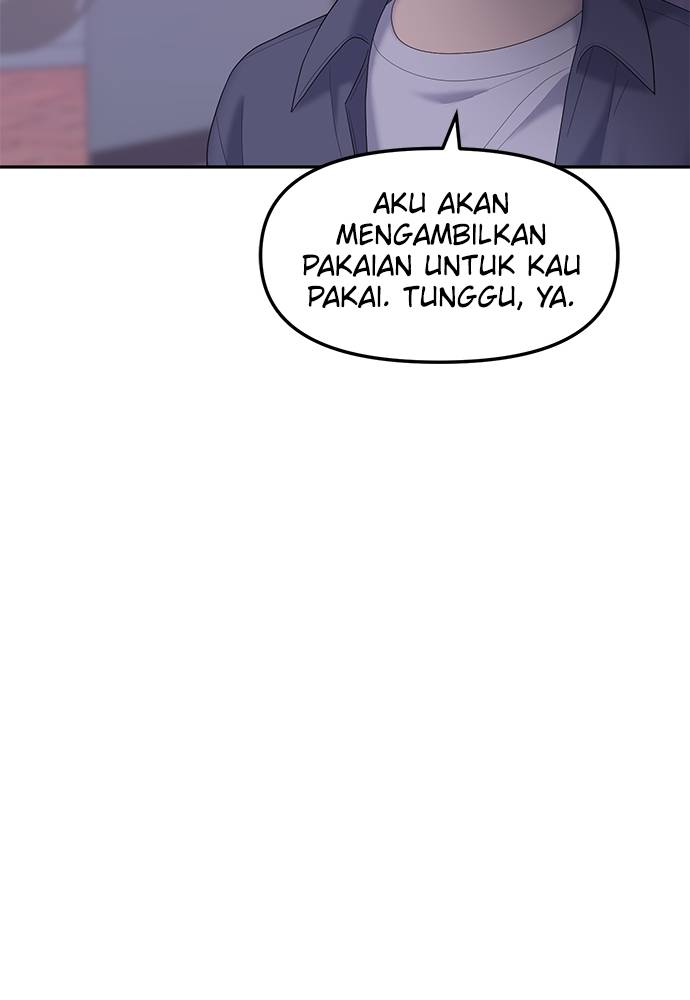 AKU AKAN
MENGAMBILKAN
PAKAIAN UNTUK KAU
PAKAI. TUNGGU, YA.